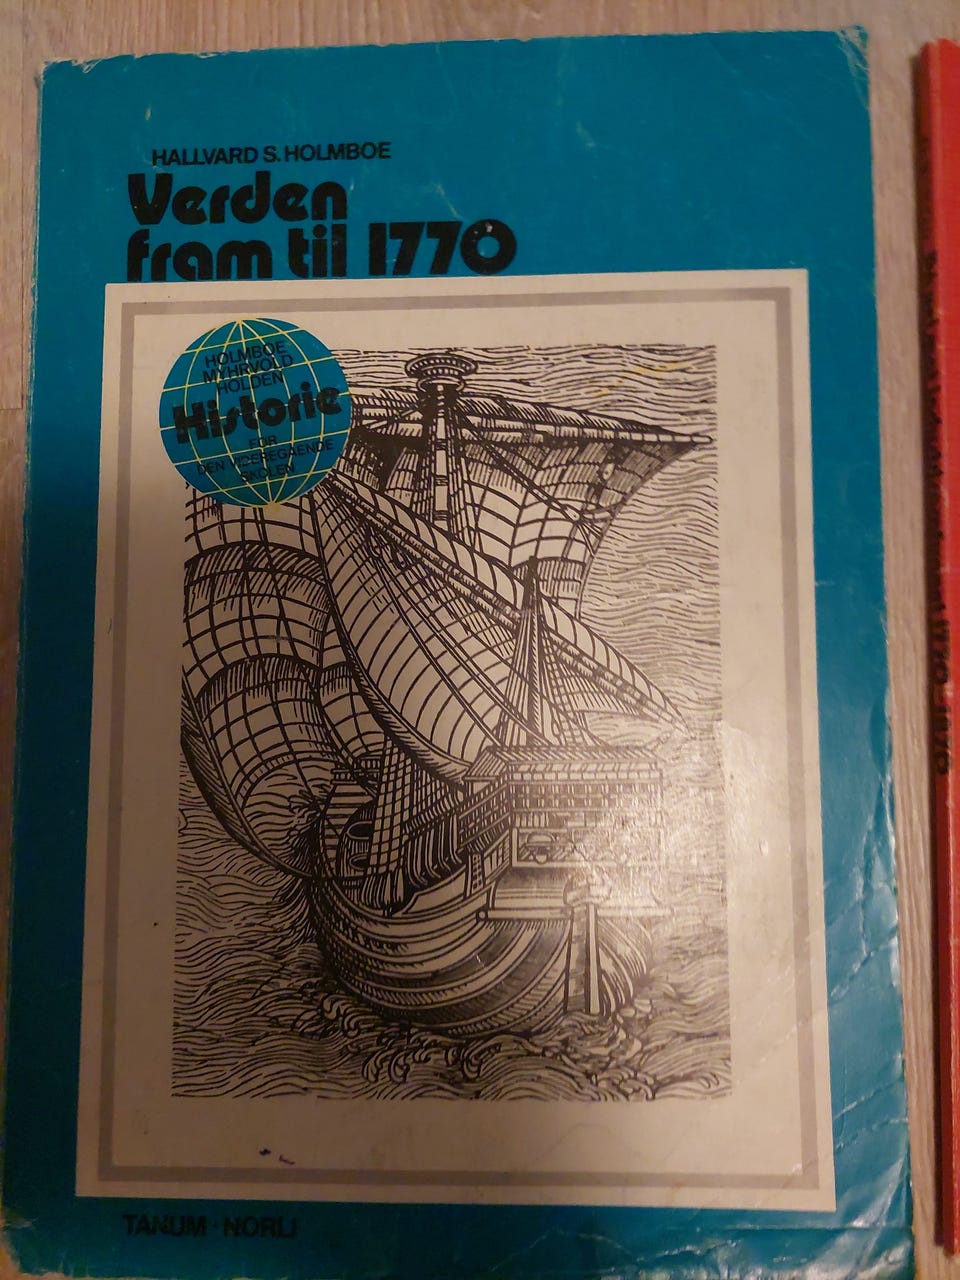 HALLVARD S. HOLMBOE
Verden
fram til 1770
HOLMBOE
MYHRVOLD
HOLDEN
Historie
FOR
DEN VIDEREGÅENDE
SKOLEN
TANUM · NORLI